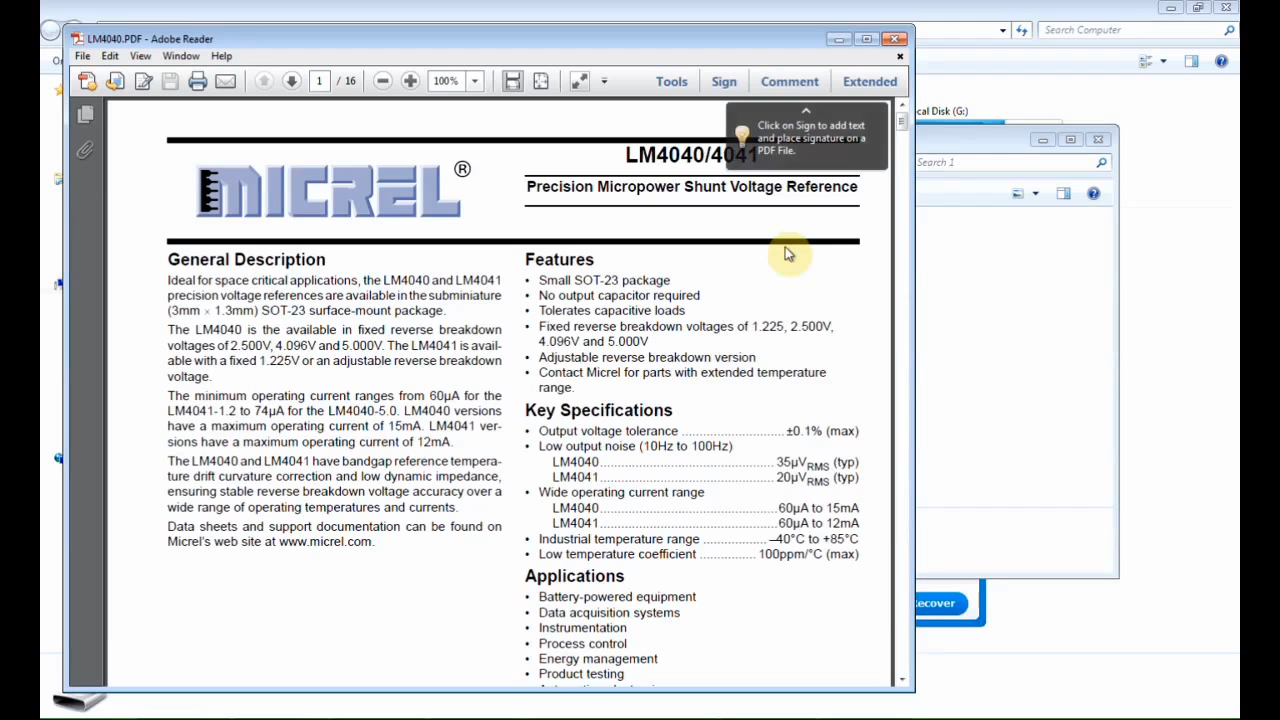 LM4040.PDF - Adobe Reader
Search Computer
File Edit View Window Help
1 / 16 100% Tools Sign Comment Extended
cal Disk (G:)
Click on Sign to add text
and place signature on a
PDF File.
Search 1
MICREL ®
LM4040/4041
Precision Micropower Shunt Voltage Reference
General Description
Ideal for space critical applications, the LM4040 and LM4041
precision voltage references are available in the subminiature
(3mm × 1.3mm) SOT-23 surface-mount package.
The LM4040 is the available in fixed reverse breakdown
voltages of 2.500V, 4.096V and 5.000V. The LM4041 is avail-
able with a fixed 1.225V or an adjustable reverse breakdown
voltage.
The minimum operating current ranges from 60µA for the
LM4041-1.2 to 74µA for the LM4040-5.0. LM4040 versions
have a maximum operating current of 15mA. LM4041 ver-
sions have a maximum operating current of 12mA.
The LM4040 and LM4041 have bandgap reference tempera-
ture drift curvature correction and low dynamic impedance,
ensuring stable reverse breakdown voltage accuracy over a
wide range of operating temperatures and currents.
Data sheets and support documentation can be found on
Micrel's web site at www.micrel.com.
Features
• Small SOT-23 package
• No output capacitor required
• Tolerates capacitive loads
• Fixed reverse breakdown voltages of 1.225, 2.500V,
4.096V and 5.000V
• Adjustable reverse breakdown version
• Contact Micrel for parts with extended temperature
range.
Key Specifications
• Output voltage tolerance ........................... ±0.1% (max)
• Low output noise (10Hz to 100Hz)
LM4040............................................. 35µVRMS (typ)
LM4041............................................. 20µVRMS (typ)
• Wide operating current range
LM4040.............................................60µA to 15mA
LM4041.............................................60µA to 12mA
• Industrial temperature range ................ –40°C to +85°C
• Low temperature coefficient ............... 100ppm/°C (max)
Applications
• Battery-powered equipment
• Data acquisition systems
• Instrumentation
• Process control
• Energy management
• Product testing
ecover